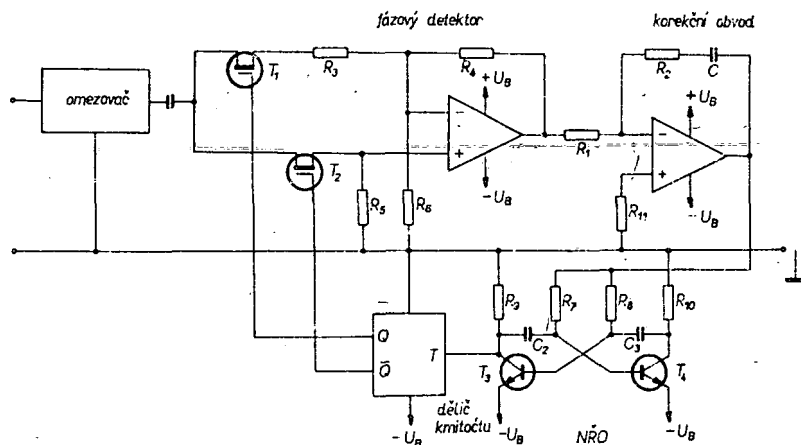 fázový detektor
korekční obvod
omezovač
T1
R3
R4
+UB
R2
C
+UB
−
+
−UB
R1
−
+
−UB
T2
R5
R6
R11
R9
R7
R8
R10
C2
C3
Q
Q̄
T
T3
T4
dělič
kmitočtu
−UB
−UB
NŘO
−UB